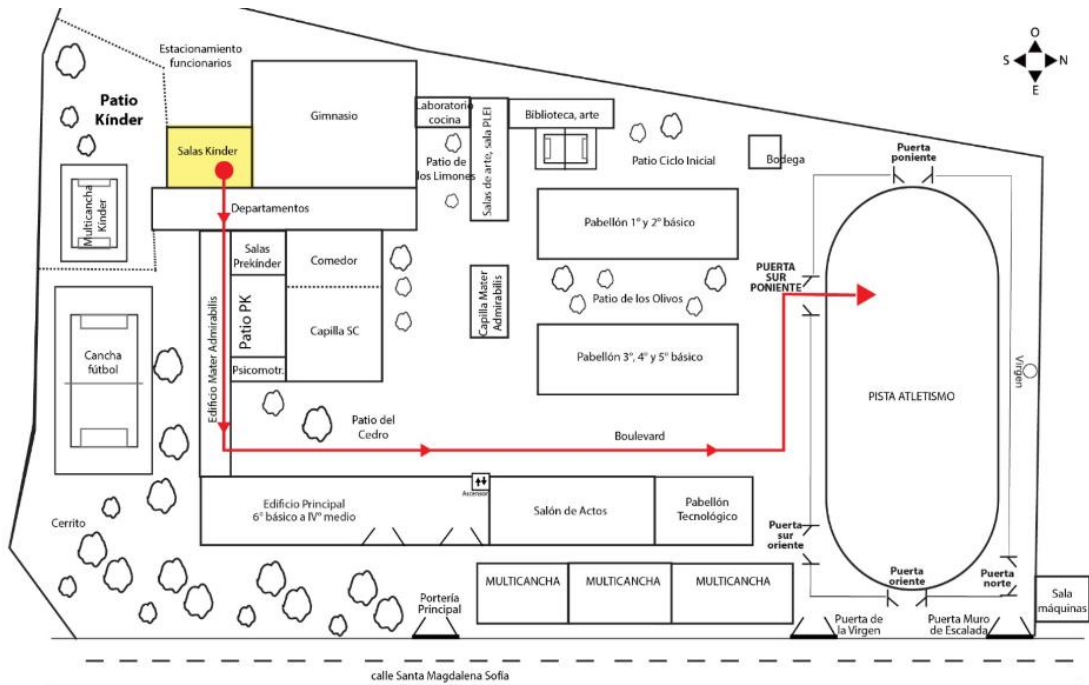 Estacionamiento
funcionarios
Patio
Kínder
Salas Kínder
Gimnasio
Laboratorio
cocina
Salas de arte, sala PLEI
Biblioteca, arte
Patio Ciclo Inicial
Bodega
Puerta
poniente
O
S
N
E
Multicancha
Kínder
Departamentos
Patio de
los Limones
Pabellón 1° y 2° básico
Salas
Prekínder
Comedor
Edificio Mater Admirabilis
Patio PK
Capilla SC
Psicomotr.
Capilla Mater
Admirabilis
Patio de los Olivos
PUERTA
SUR
PONIENTE
Cancha
fútbol
Pabellón 3°, 4° y 5° básico
Virgen
PISTA ATLETISMO
Patio del
Cedro
Boulevard
Ascensor
Edificio Principal
6° básico a IV° medio
Salón de Actos
Pabellón
Tecnológico
Cerrito
Puerta
sur
oriente
Puerta
oriente
Puerta
norte
MULTICANCHA
MULTICANCHA
MULTICANCHA
Sala
máquinas
Portería
Principal
Puerta de
la Virgen
Puerta Muro
de Escalada
calle Santa Magdalena Sofía